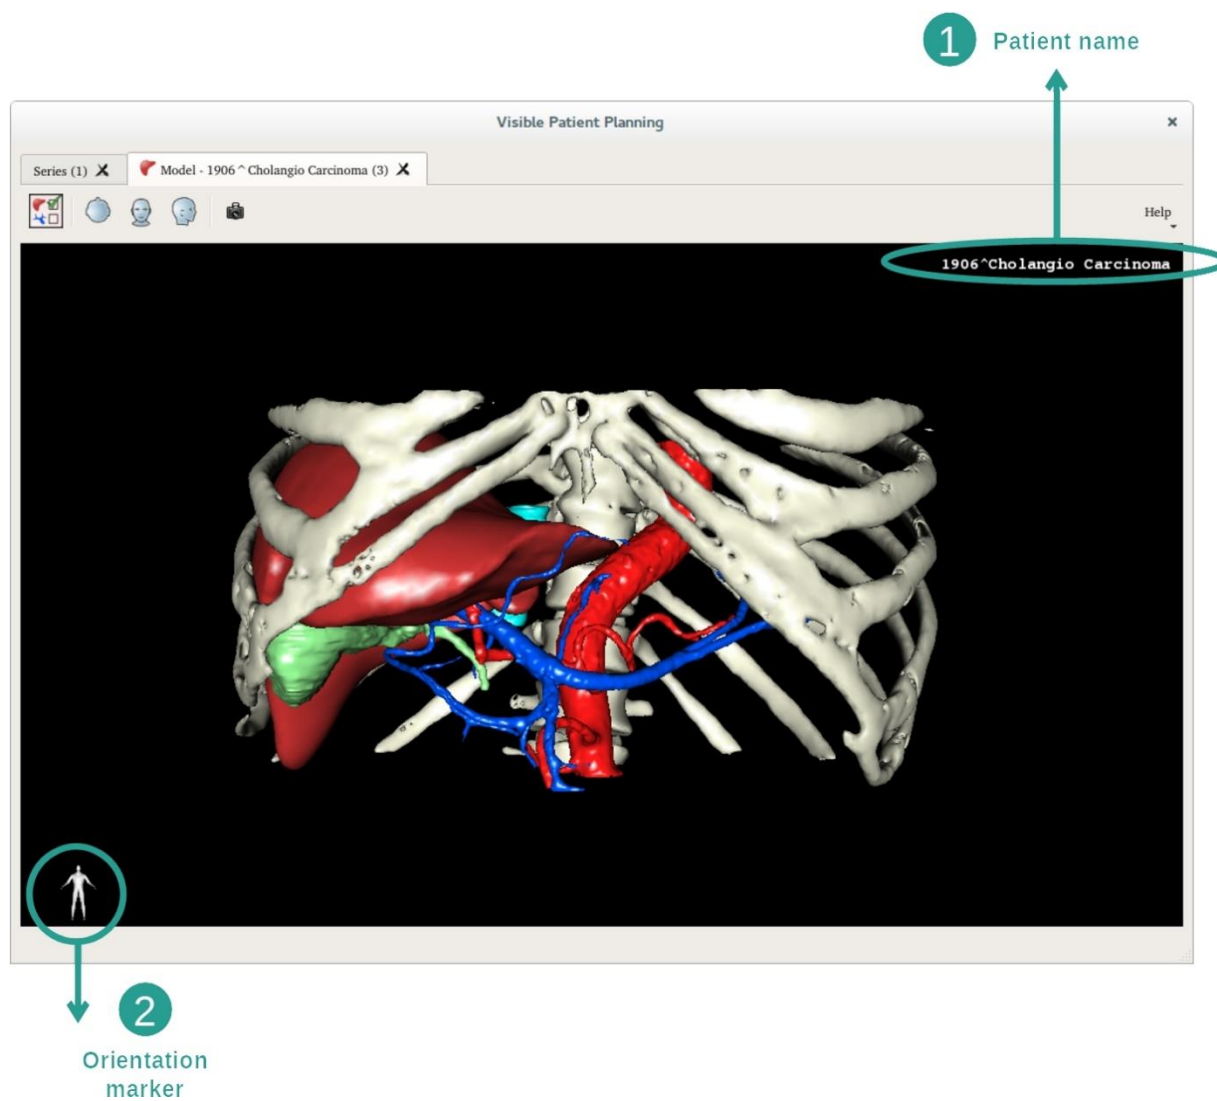 1 Patient name
Visible Patient Planning
Series (1) Model - 1906^Cholangio Carcinoma (3)
Help
1906^Cholangio Carcinoma
2
Orientation
marker